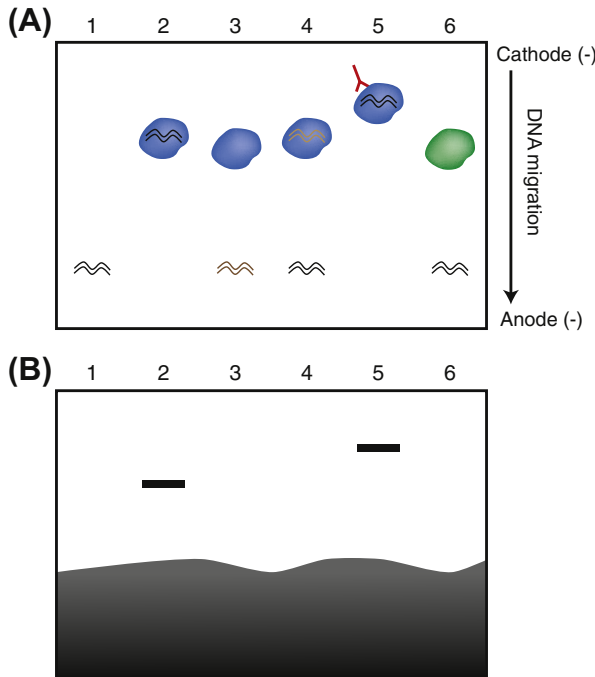 (A)
1 2 3 4 5 6
Cathode (-)
DNA migration
Anode (-)
(B)
1 2 3 4 5 6